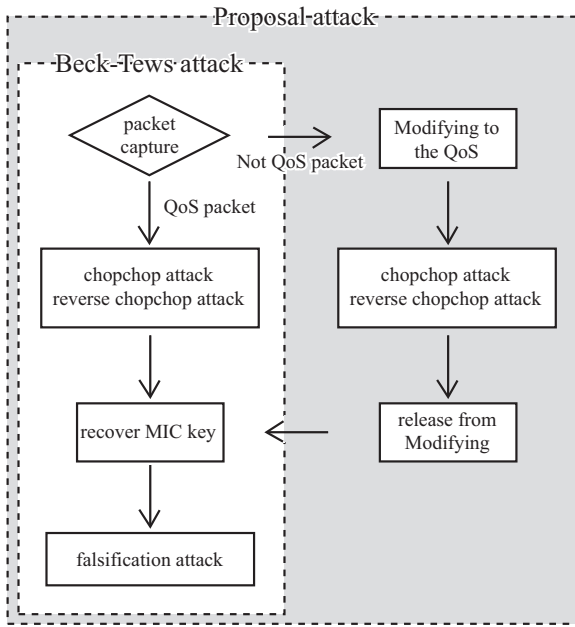 Proposal attack
Beck-Tews attack
packet
capture
Not QoS packet
Modifying to
the QoS
QoS packet
chopchop attack
reverse chopchop attack
chopchop attack
reverse chopchop attack
recover MIC key
release from
Modifying
falsification attack